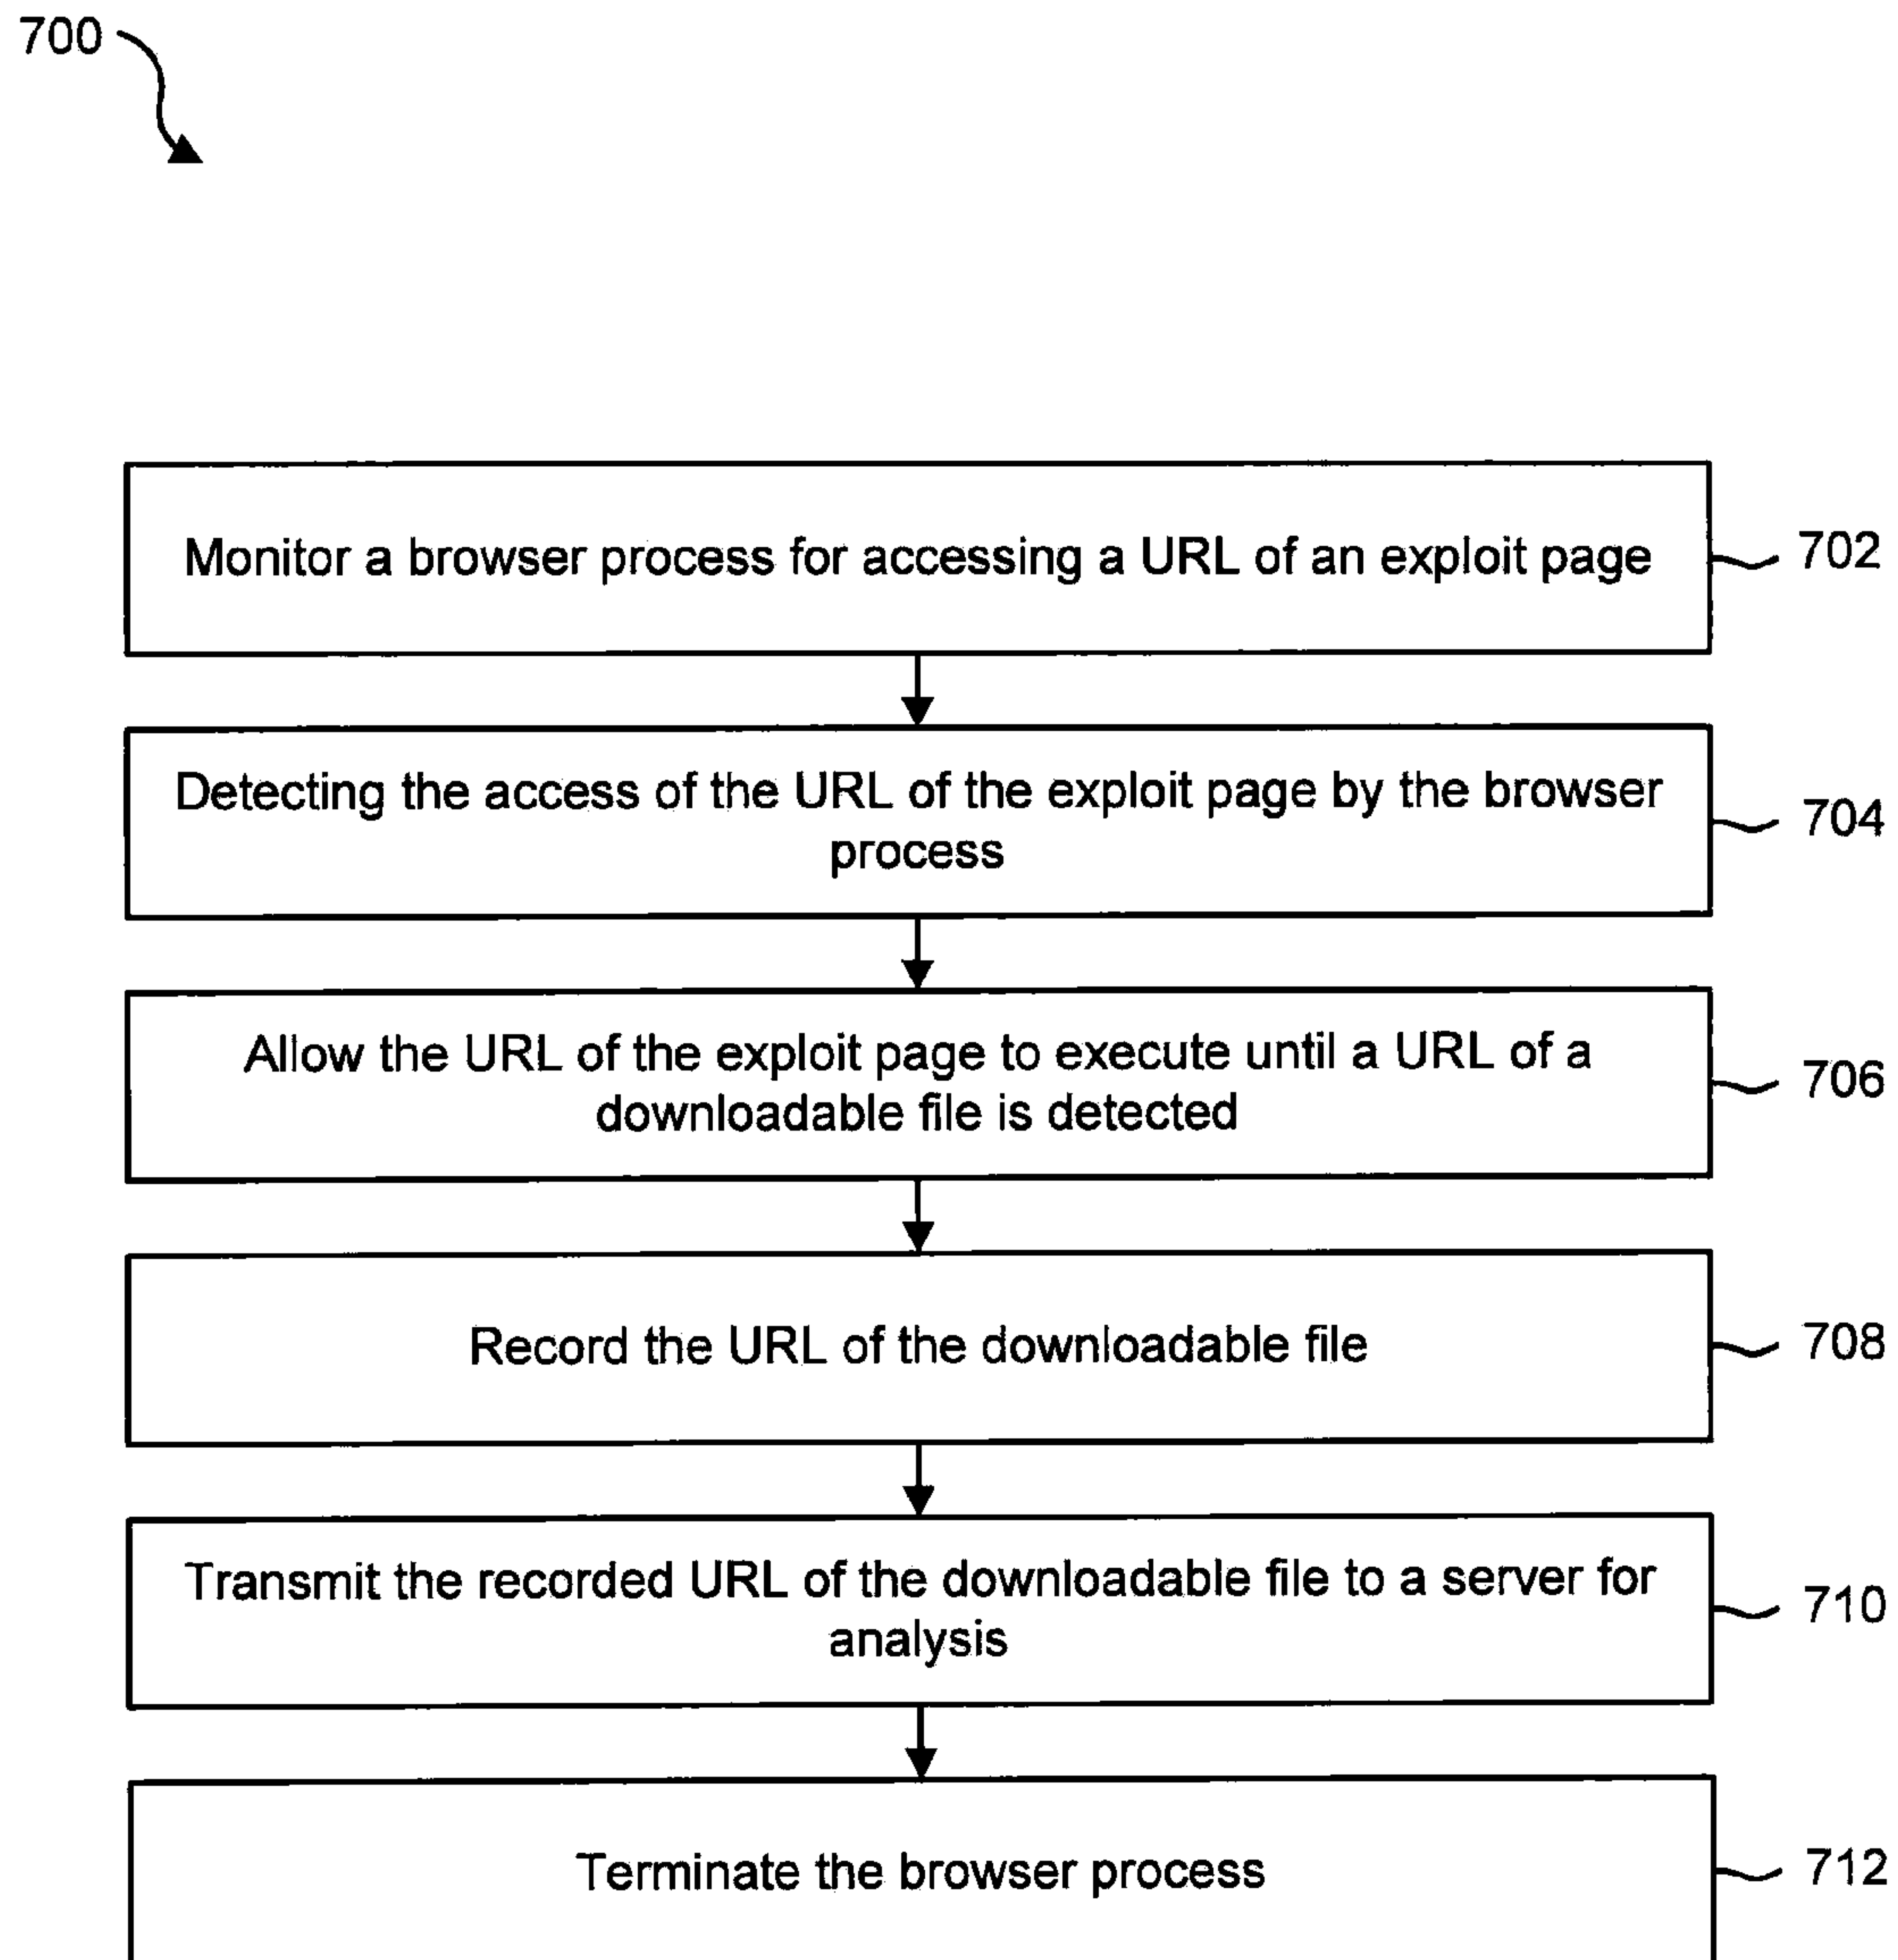 700
Monitor a browser process for accessing a URL of an exploit page
702
Detecting the access of the URL of the exploit page by the browser
process
704
Allow the URL of the exploit page to execute until a URL of a
downloadable file is detected
706
Record the URL of the downloadable file
708
Transmit the recorded URL of the downloadable file to a server for
analysis
710
Terminate the browser process
712